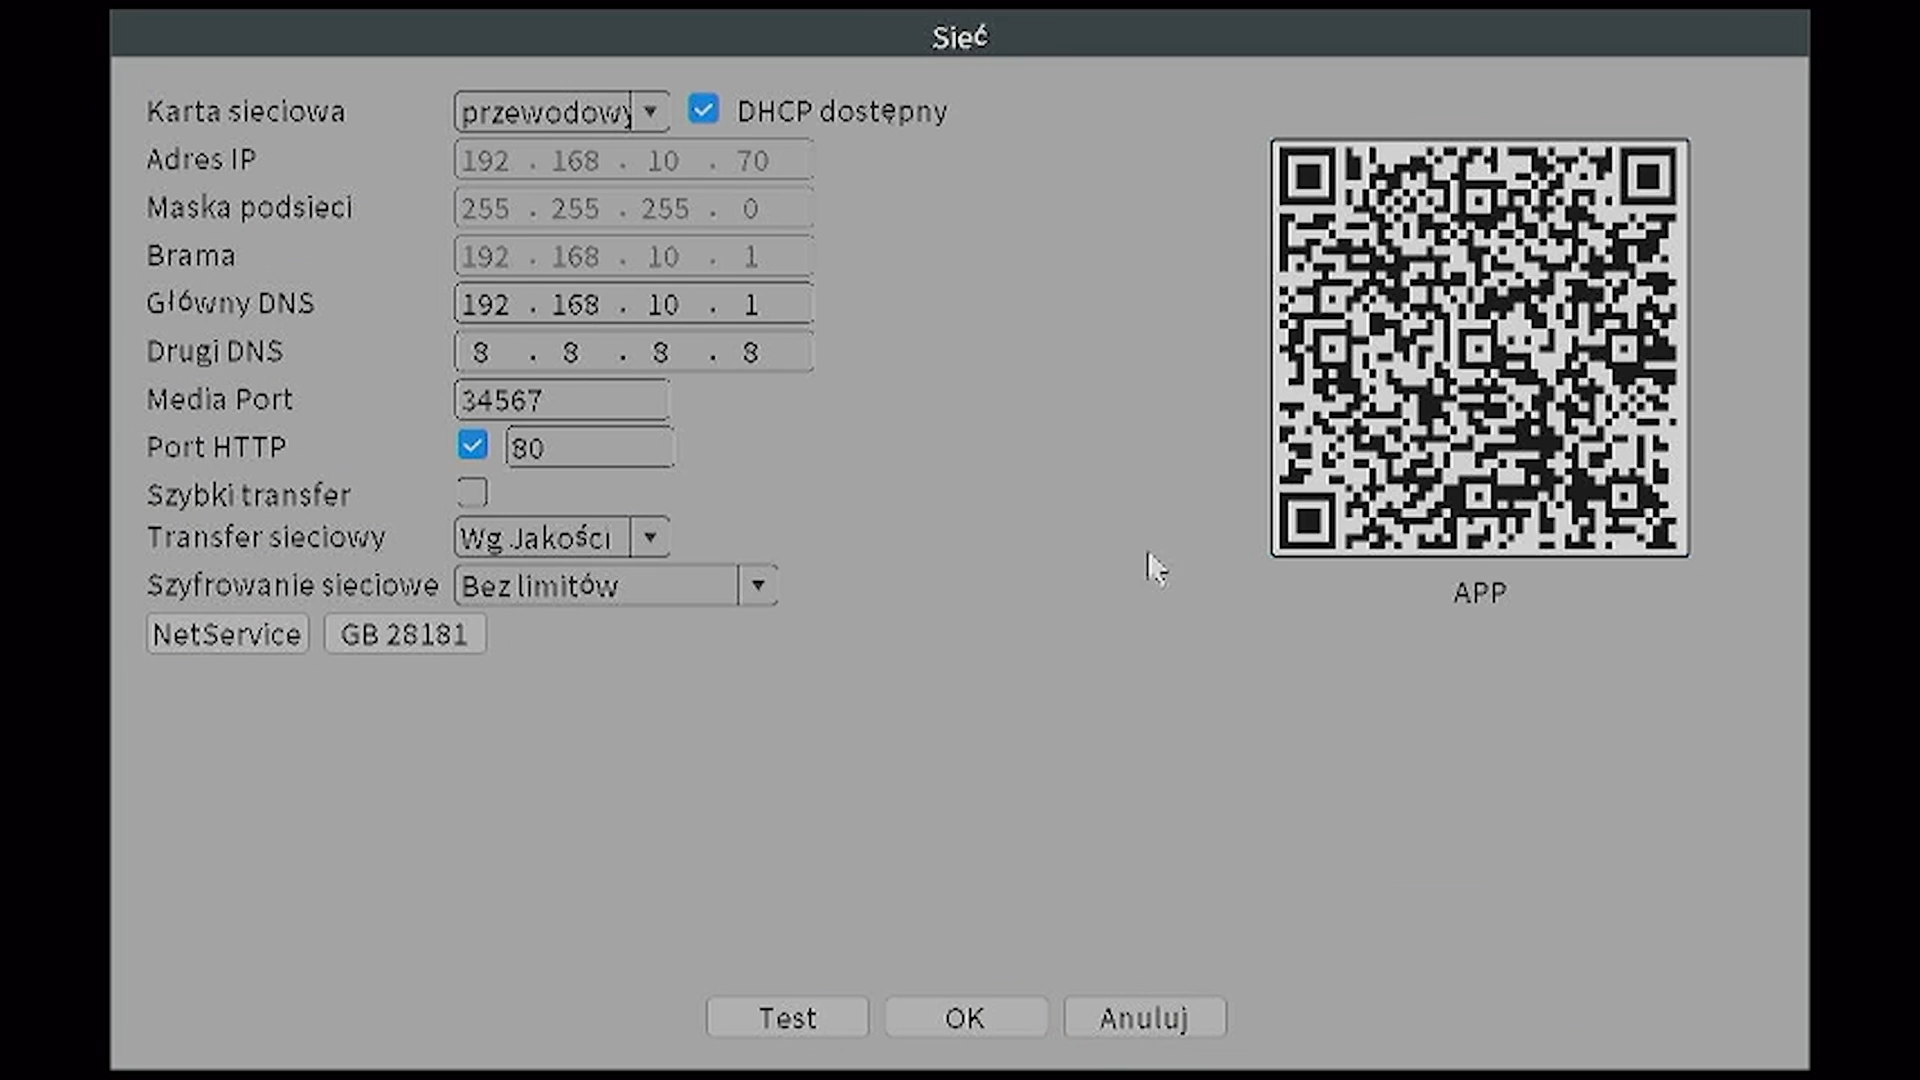 Sieć
Karta sieciowa przewodowy DHCP dostępny
Adres IP 192 . 168 . 10 . 70
Maska podsieci 255 . 255 . 255 . 0
Brama 192 . 168 . 10 . 1
Główny DNS 192 . 168 . 10 . 1
Drugi DNS 8 . 8 . 8 . 8
Media Port 34567
Port HTTP 80
Szybki transfer
Transfer sieciowy Wg Jakości
Szyfrowanie sieciowe Bez limitów
NetService GB 28181
APP
Test OK Anuluj